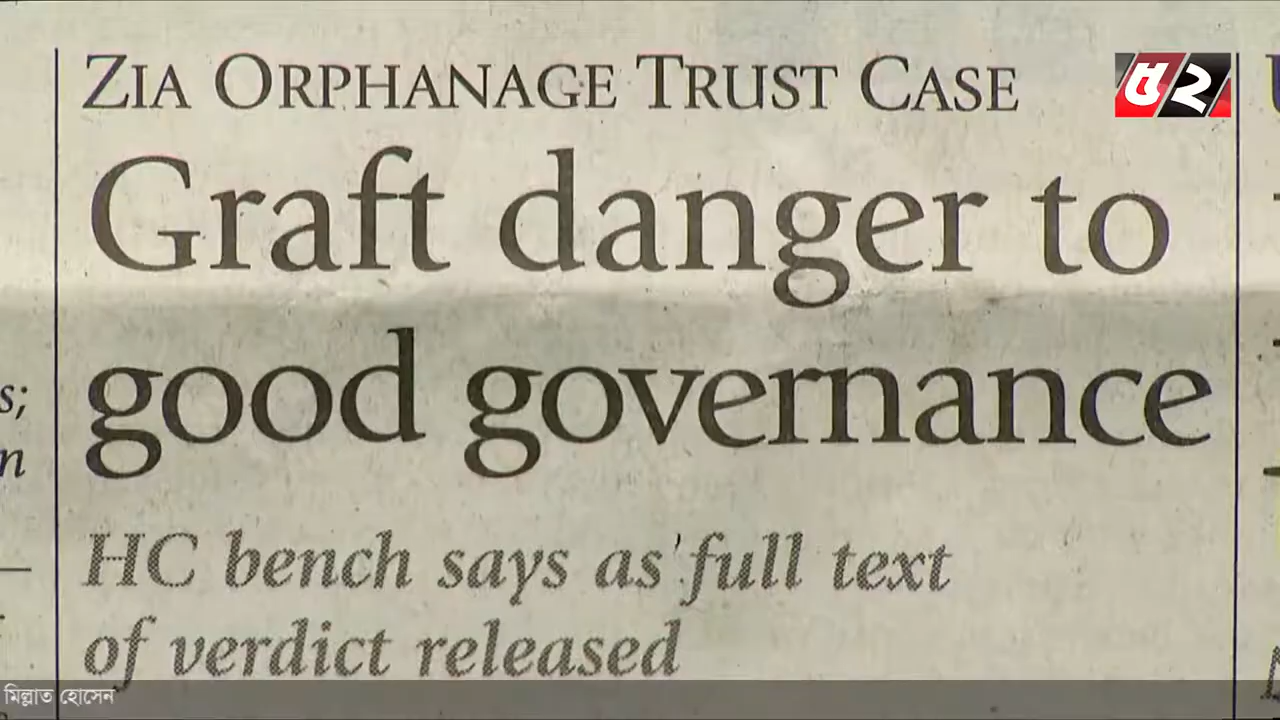 ZIA ORPHANAGE TRUST CASE
Graft danger to
good governance
HC bench says as full text
of verdict released
s;
n
মিল্লাত হোসেন